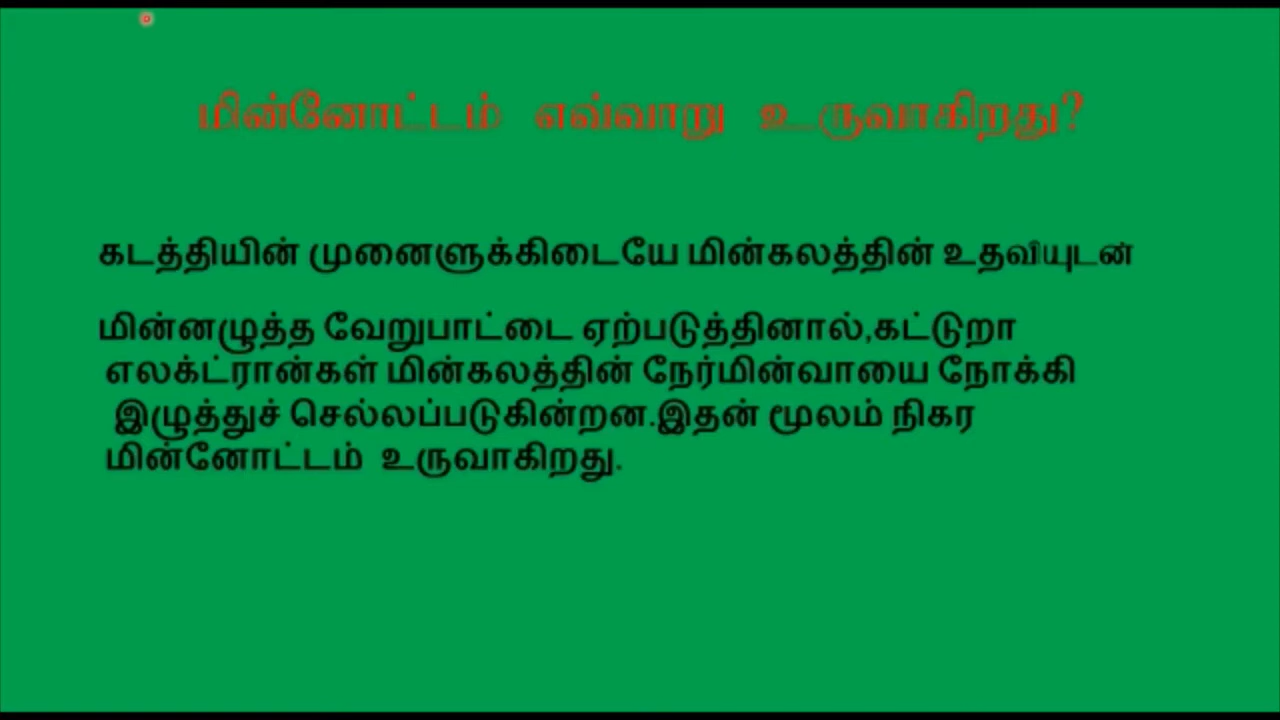 மின்னோட்டம் எவ்வாறு உருவாகிறது?
கடத்தியின் முனைளுக்கிடையே மின்கலத்தின் உதவியுடன்
மின்னழுத்த வேறுபாட்டை ஏற்படுத்தினால்,கட்டுறா
எலக்ட்ரான்கள் மின்கலத்தின் நேர்மின்வாயை நோக்கி
இழுத்துச் செல்லப்படுகின்றன.இதன் மூலம் நிகர
மின்னோட்டம் உருவாகிறது.